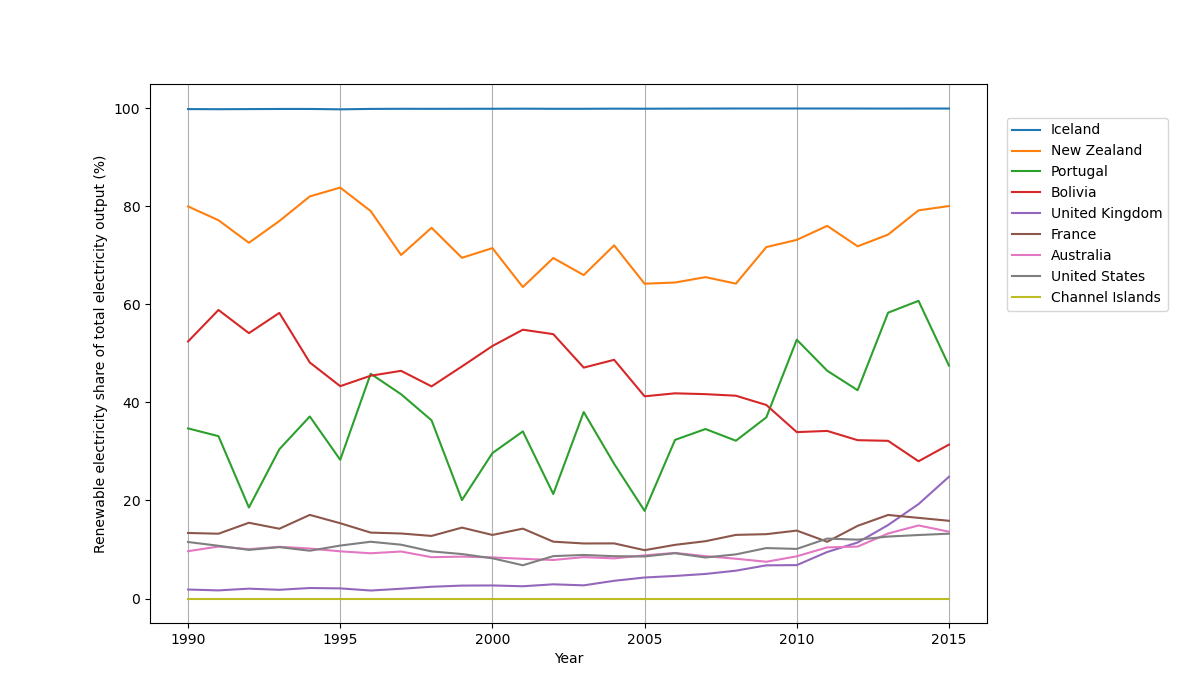 Renewable electricity share of total electricity output (%)
100
80
60
40
20
0
1990 1995 2000 2005 2010 2015
Year
Iceland
New Zealand
Portugal
Bolivia
United Kingdom
France
Australia
United States
Channel Islands